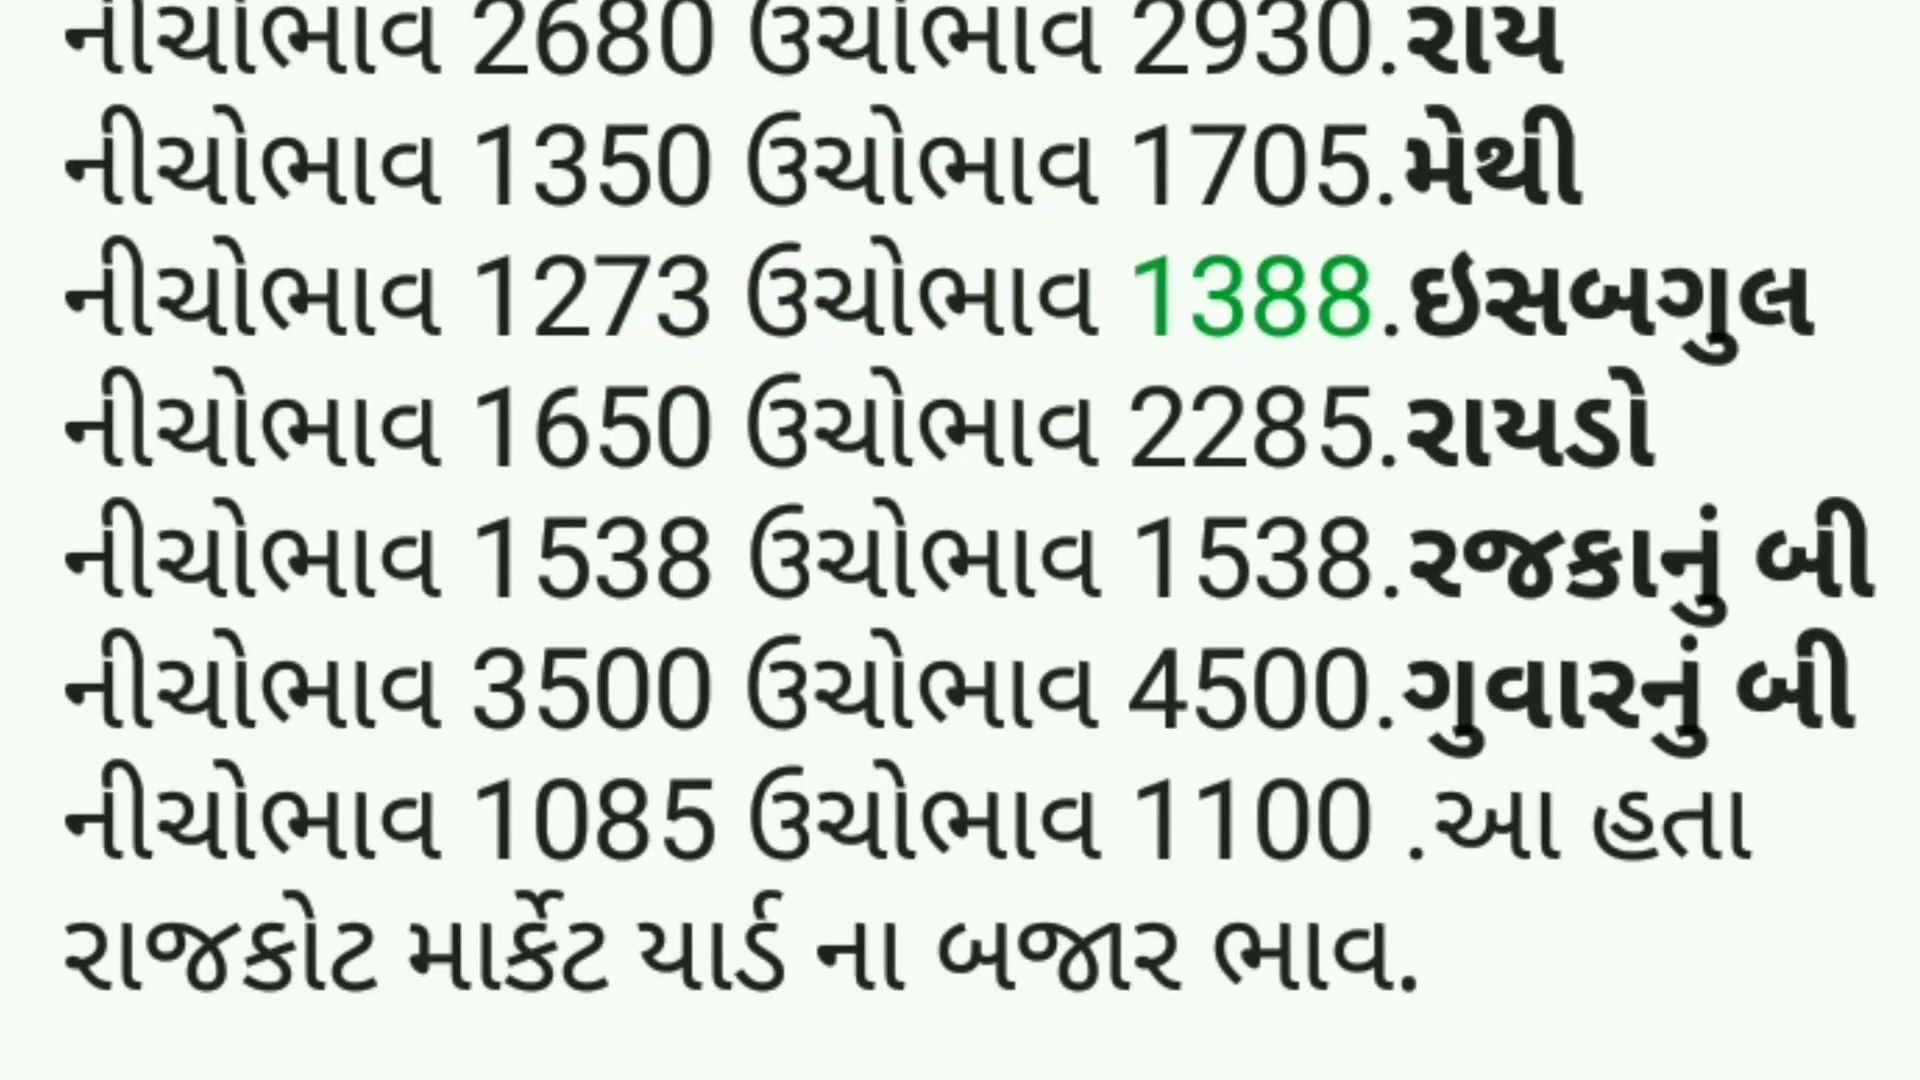 નીચોભાવ 2680 ઉચોભાવ 2930.રાય
નીચોભાવ 1350 ઉચોભાવ 1705.મેથી
નીચોભાવ 1273 ઉચોભાવ 1388.ઇસબગુલ
નીચોભાવ 1650 ઉચોભાવ 2285.રાયડો
નીચોભાવ 1538 ઉચોભાવ 1538.રજકાનું બી
નીચોભાવ 3500 ઉચોભાવ 4500.ગુવારનું બી
નીચોભાવ 1085 ઉચોભાવ 1100 .આ હતા
રાજકોટ માર્કેટ યાર્ડ ના બજાર ભાવ.